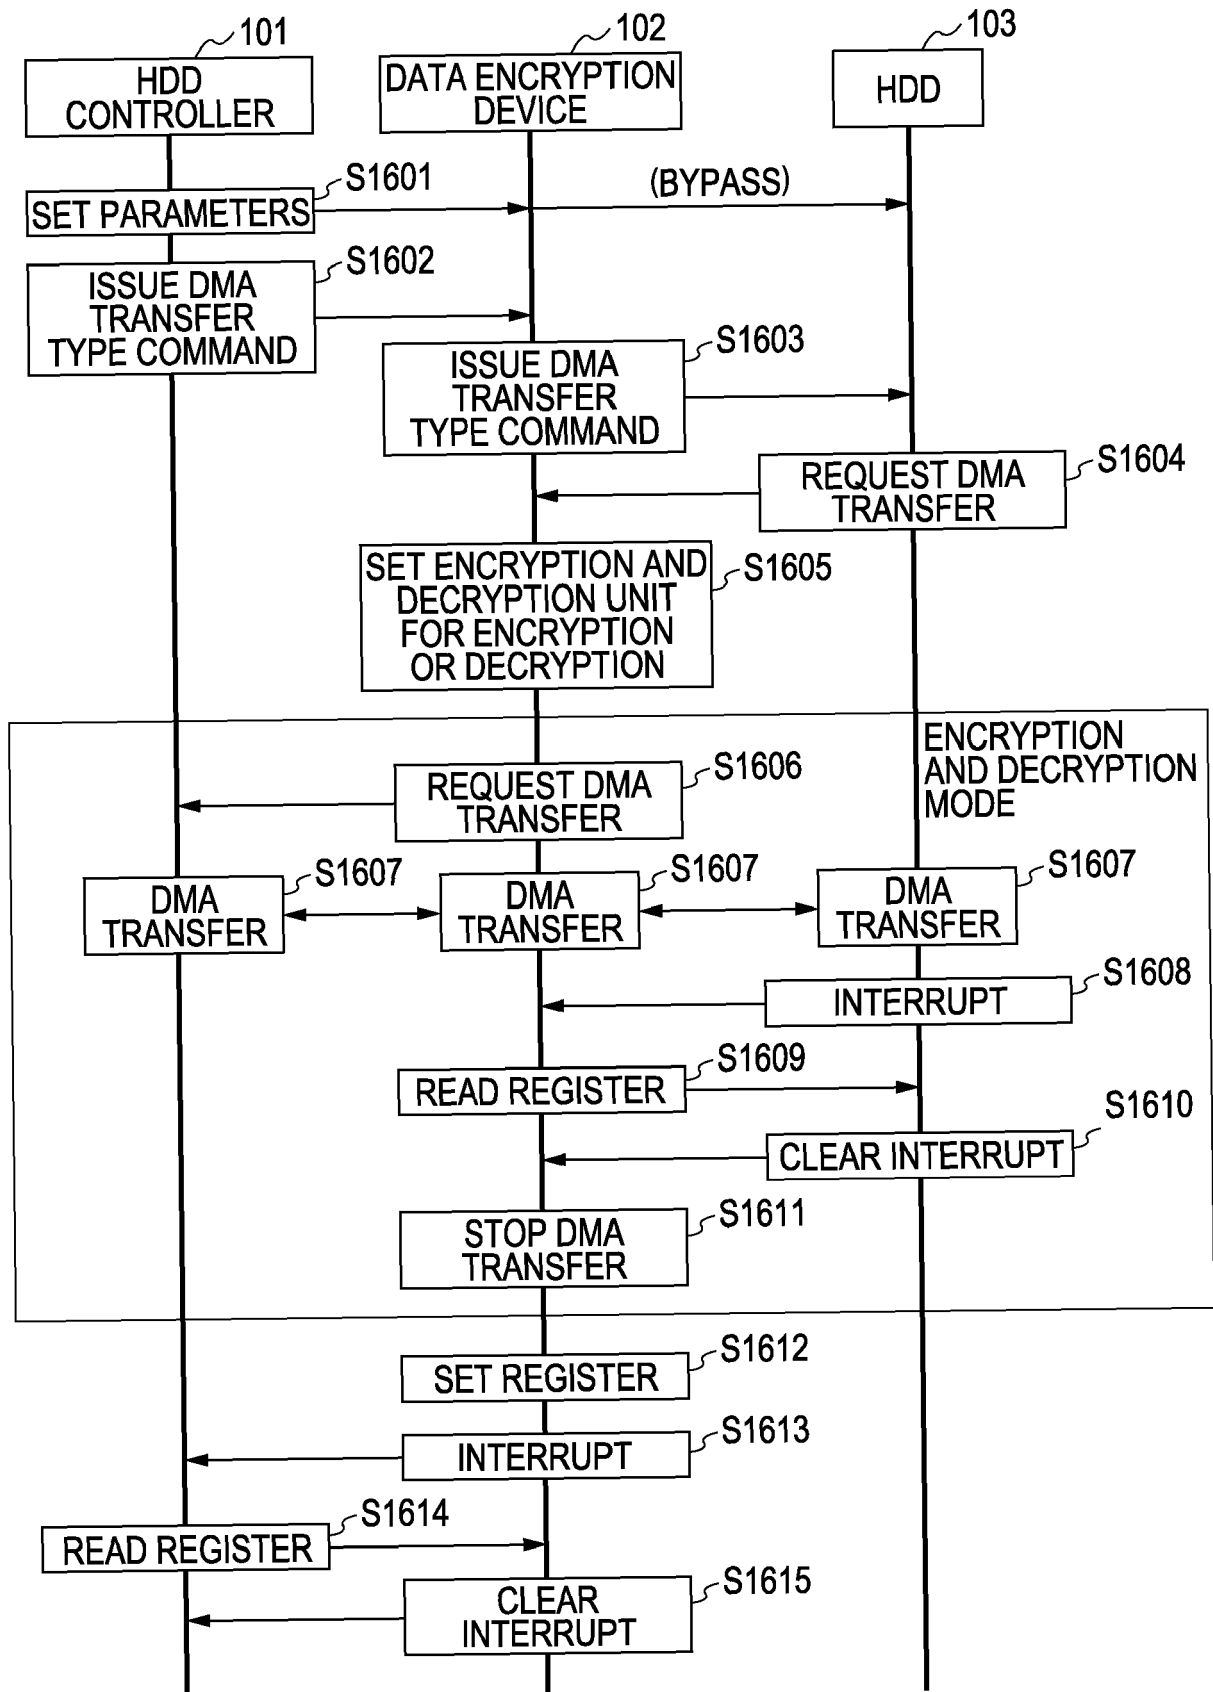 101
102
103
HDD
CONTROLLER
DATA ENCRYPTION
DEVICE
HDD
S1601
SET PARAMETERS
(BYPASS)
S1602
ISSUE DMA
TRANSFER
TYPE COMMAND
S1603
ISSUE DMA
TRANSFER
TYPE COMMAND
S1604
REQUEST DMA
TRANSFER
S1605
SET ENCRYPTION AND
DECRYPTION UNIT
FOR ENCRYPTION
OR DECRYPTION
ENCRYPTION
AND DECRYPTION
MODE
S1606
REQUEST DMA
TRANSFER
S1607
DMA
TRANSFER
S1607
DMA
TRANSFER
S1607
DMA
TRANSFER
S1608
INTERRUPT
S1609
READ REGISTER
S1610
CLEAR INTERRUPT
S1611
STOP DMA
TRANSFER
S1612
SET REGISTER
S1613
INTERRUPT
S1614
READ REGISTER
S1615
CLEAR
INTERRUPT